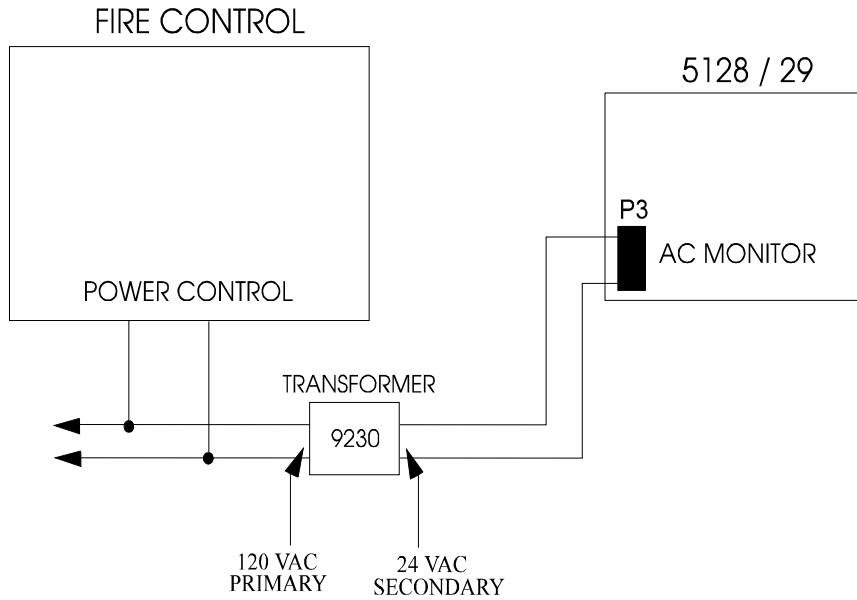 FIRE CONTROL
5128 / 29
P3
AC MONITOR
POWER CONTROL
TRANSFORMER
9230
120 VAC
PRIMARY
24 VAC
SECONDARY